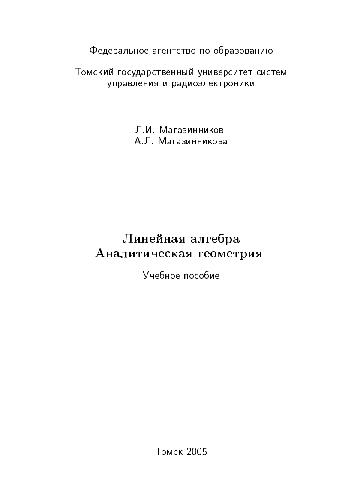 Федеральное агентство по образованию
Томский государственный университет систем
управления и радиоэлектроники
Л.И. Магазинников
А.Л. Магазинникова
Линейная алгебра
Аналитическая геометрия
Учебное пособие
Томск 2005